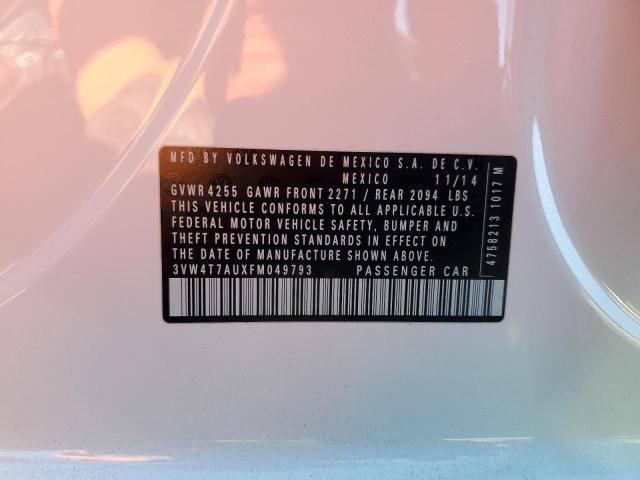 MFD BY VOLKSWAGEN DE MEXICO S.A. DE C.V.
MEXICO 11/14
GVWR 4255 GAWR FRONT 2271 / REAR 2094 LBS
THIS VEHICLE CONFORMS TO ALL APPLICABLE U.S.
FEDERAL MOTOR VEHICLE SAFETY, BUMPER AND
THEFT PREVENTION STANDARDS IN EFFECT ON
THE DATE OF MANUFACTURE SHOWN ABOVE.
3VW4T7AUXFM049793 PASSENGER CAR
4758213 1017 M